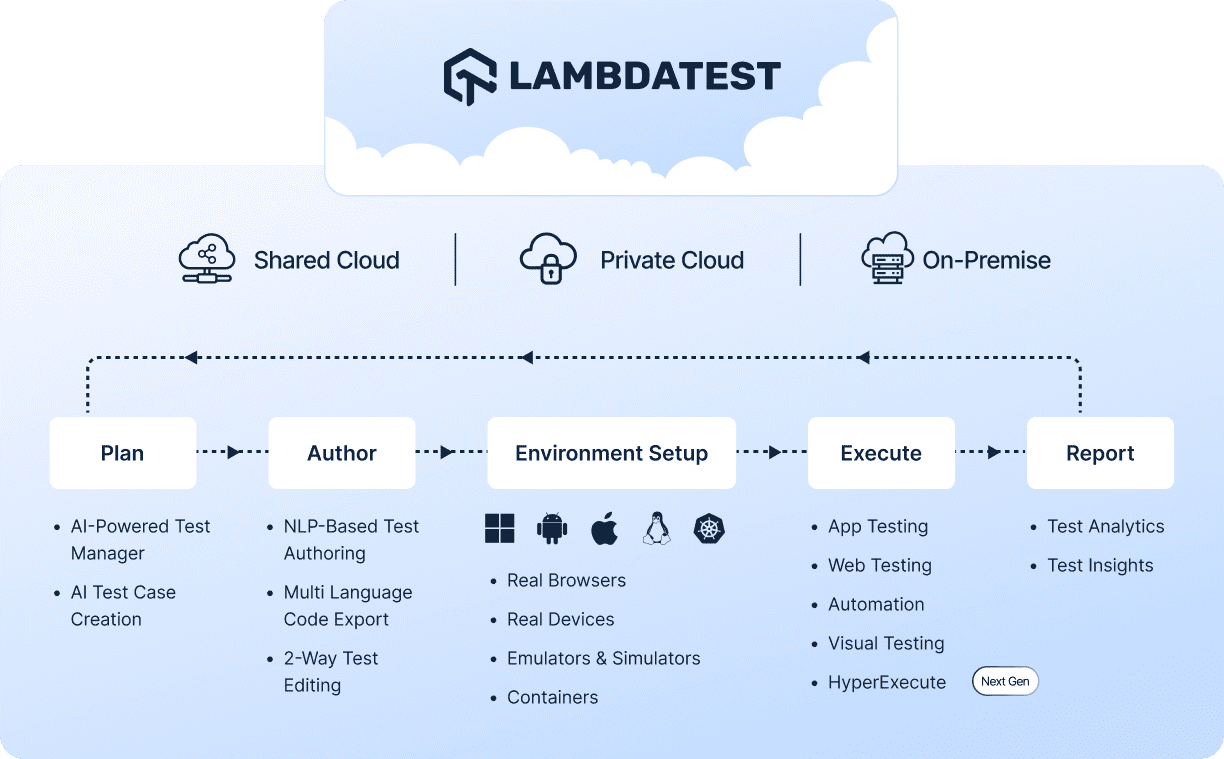 LAMBDATEST
Shared Cloud
Private Cloud
On-Premise
Plan
Author
Environment Setup
Execute
Report
• AI-Powered Test
Manager
• AI Test Case
Creation
• NLP-Based Test
Authoring
• Multi Language
Code Export
• 2-Way Test
Editing
• Real Browsers
• Real Devices
• Emulators & Simulators
• Containers
• App Testing
• Web Testing
• Automation
• Visual Testing
• HyperExecute Next Gen
• Test Analytics
• Test Insights